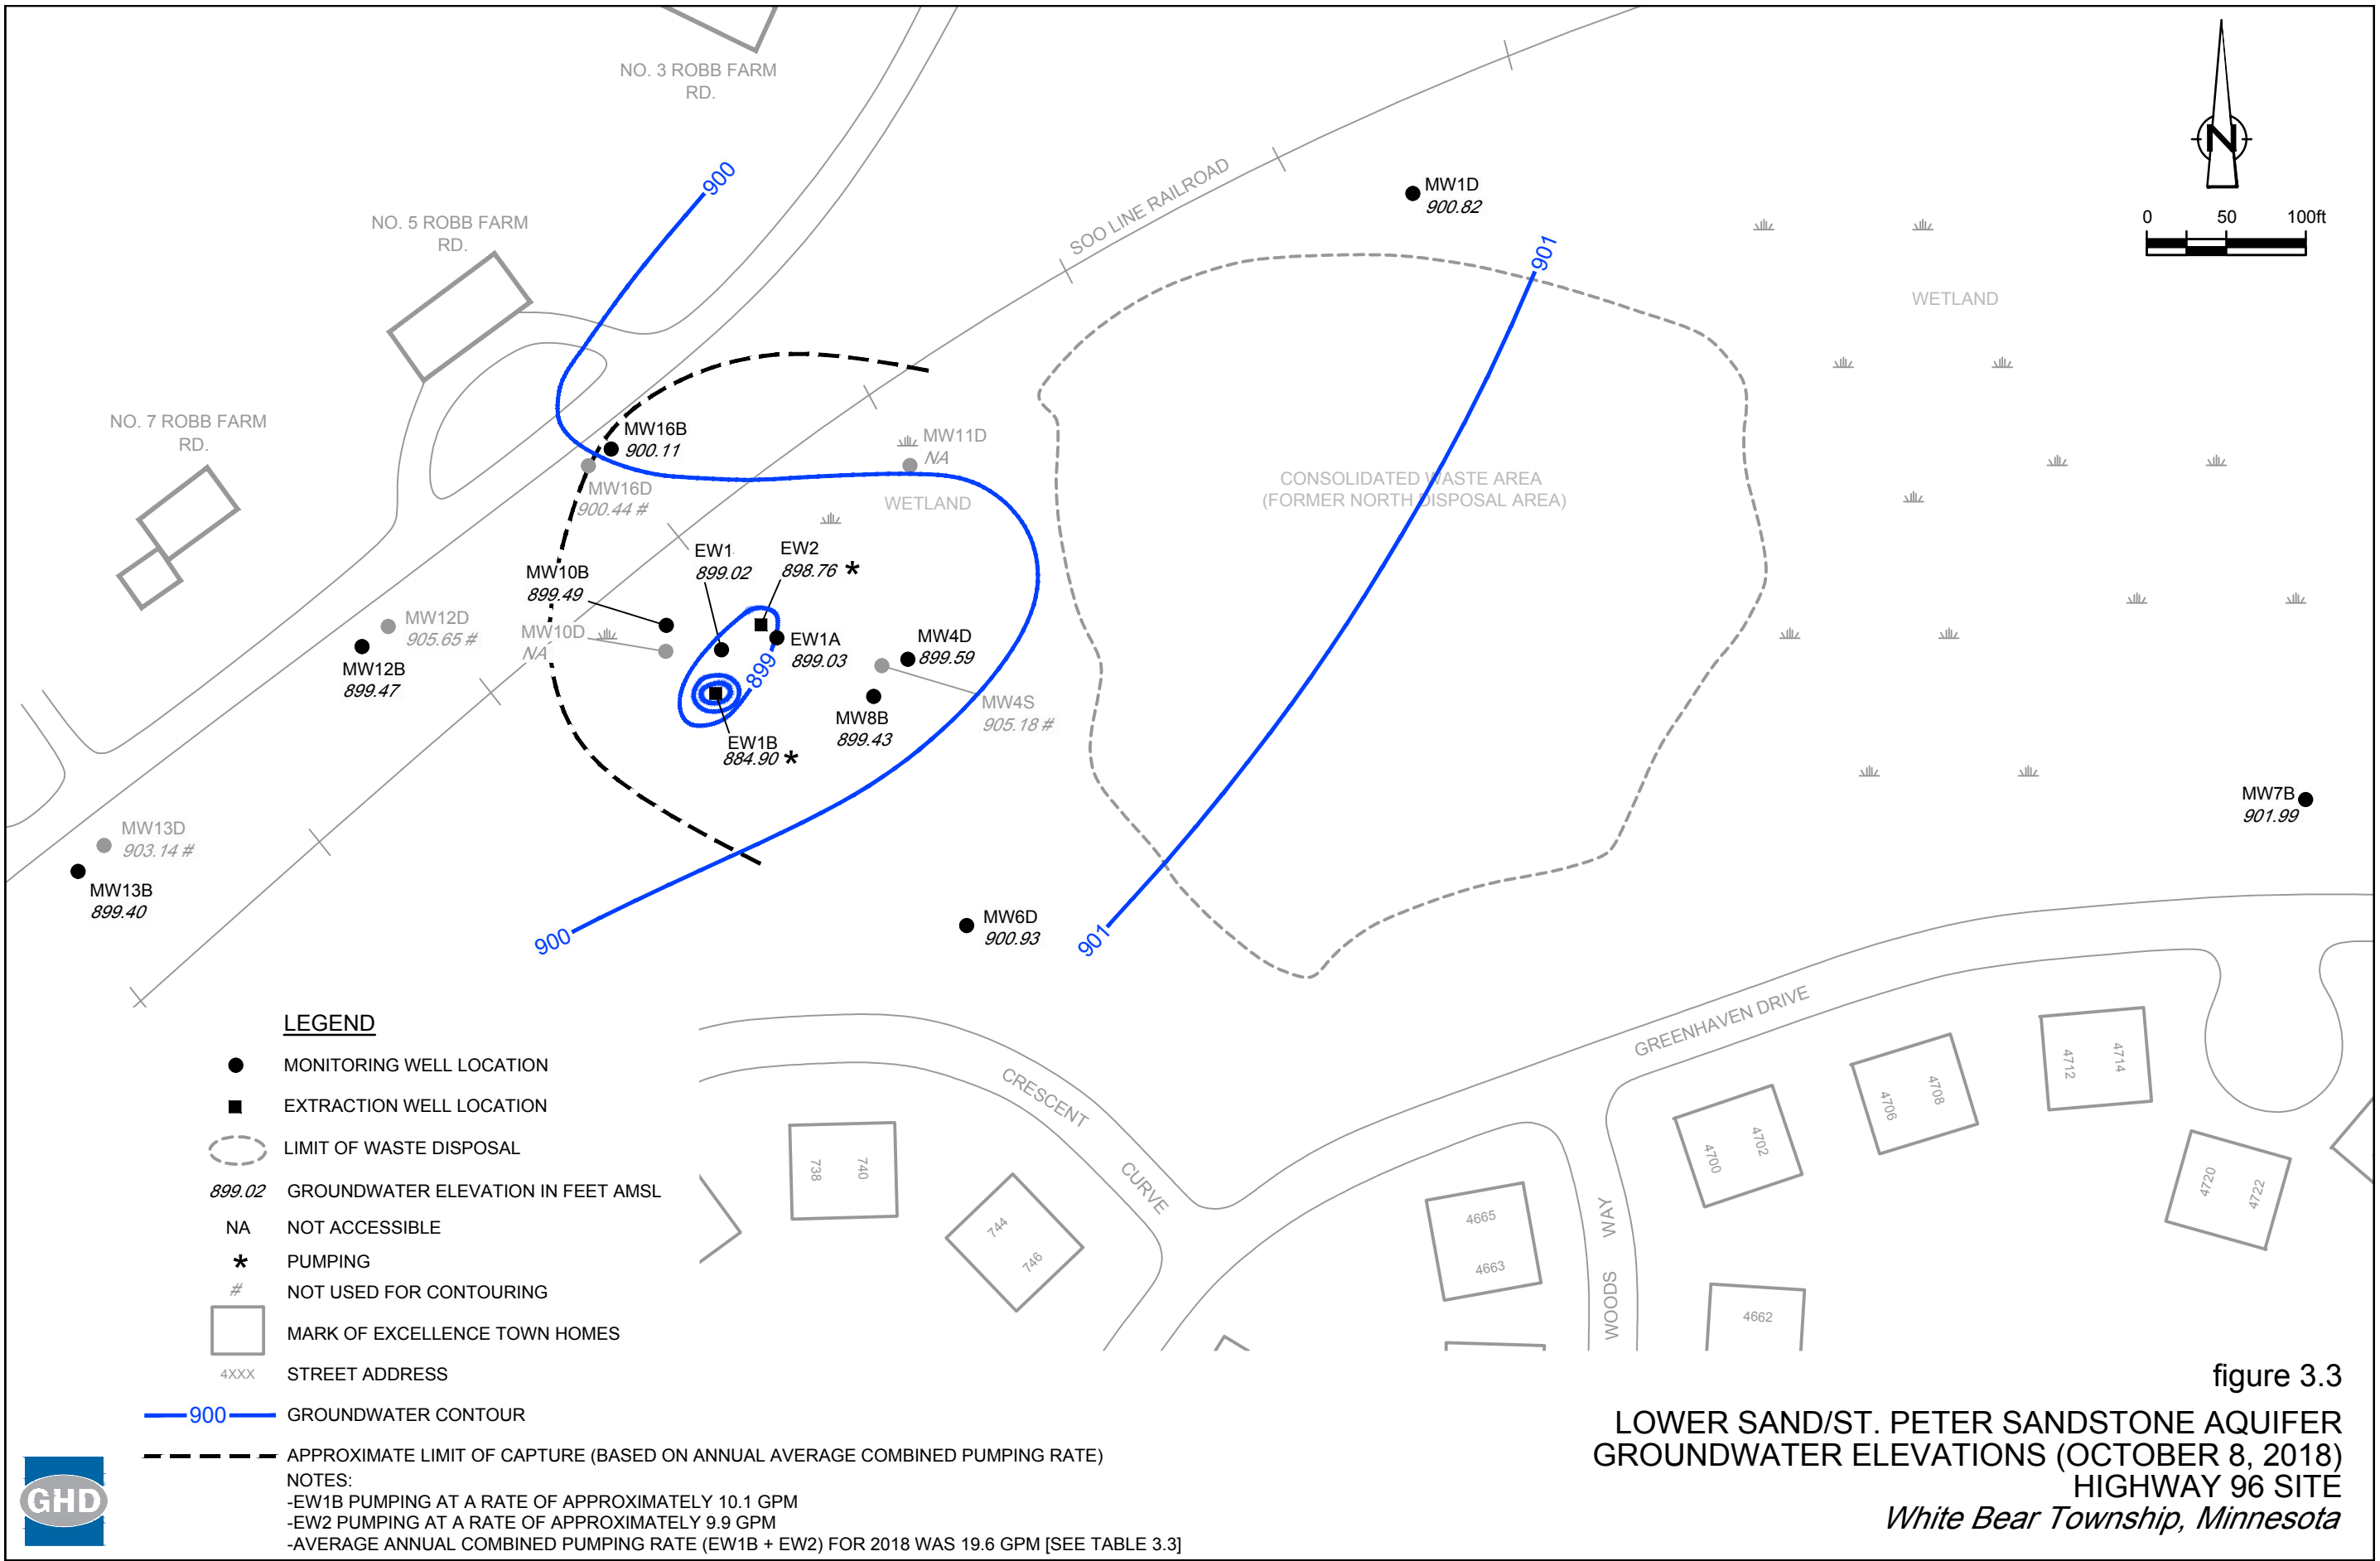 NO. 3 ROBB FARM
RD.
900
SOO LINE RAILROAD
MW1D
900.82
N
0 50 100ft
NO. 5 ROBB FARM
RD.
901
WETLAND
NO. 7 ROBB FARM
RD.
MW16B
900.11
MW11D
NA
MW16D
900.44 #
WETLAND
CONSOLIDATED WASTE AREA
(FORMER NORTH DISPOSAL AREA)
EW1
899.02
EW2
898.76 *
MW10B
899.49
MW12D
905.65 #
MW10D
NA
MW12B
899.47
EW1A
899.03
MW4D
899.59
899
MW4S
905.18 #
MW8B
899.43
EW1B
884.90 *
MW7B
901.99
MW13D
903.14 #
MW13B
899.40
MW6D
900.93
900
901
GREENHAVEN DRIVE
CRESCENT
CURVE
WOODS WAY
738
740
744
746
4665
4663
4700
4702
4706
4708
4712
4714
4720
4722
4662
LEGEND
MONITORING WELL LOCATION
EXTRACTION WELL LOCATION
LIMIT OF WASTE DISPOSAL
899.02 GROUNDWATER ELEVATION IN FEET AMSL
NA NOT ACCESSIBLE
* PUMPING
# NOT USED FOR CONTOURING
MARK OF EXCELLENCE TOWN HOMES
4XXX STREET ADDRESS
900 GROUNDWATER CONTOUR
APPROXIMATE LIMIT OF CAPTURE (BASED ON ANNUAL AVERAGE COMBINED PUMPING RATE)
NOTES:
-EW1B PUMPING AT A RATE OF APPROXIMATELY 10.1 GPM
-EW2 PUMPING AT A RATE OF APPROXIMATELY 9.9 GPM
-AVERAGE ANNUAL COMBINED PUMPING RATE (EW1B + EW2) FOR 2018 WAS 19.6 GPM [SEE TABLE 3.3]
GHD
figure 3.3
LOWER SAND/ST. PETER SANDSTONE AQUIFER
GROUNDWATER ELEVATIONS (OCTOBER 8, 2018)
HIGHWAY 96 SITE
White Bear Township, Minnesota